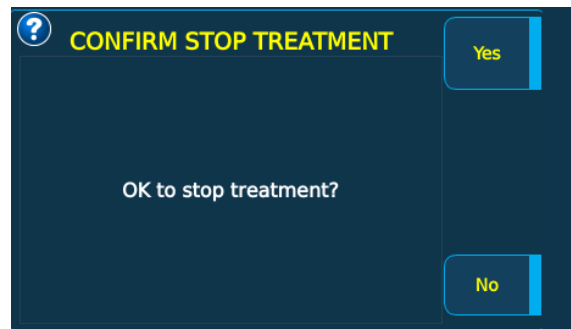 ?
CONFIRM STOP TREATMENT
Yes
OK to stop treatment?
No